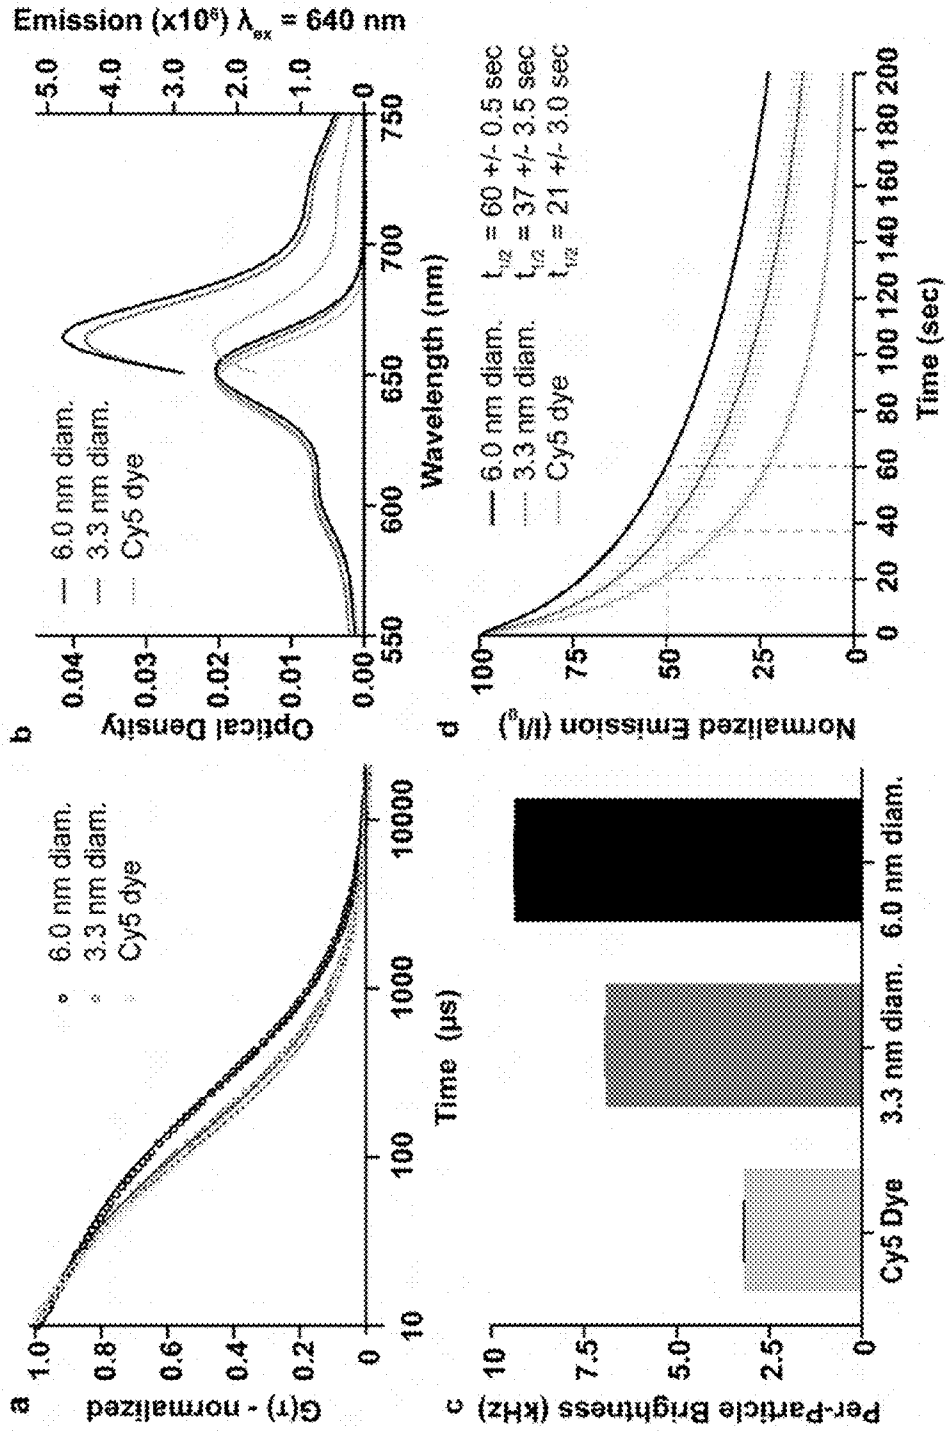 a
G(τ) - normalized
1.0
0.8
0.6
0.4
0.2
0
10
100
1000
10000
Time (µs)
6.0 nm diam.
3.3 nm diam.
Cy5 dye
b
Optical Density
0.04
0.03
0.02
0.01
0.00
550
600
650
700
750
Wavelength (nm)
6.0 nm diam.
3.3 nm diam.
Cy5 dye
5.0
4.0
3.0
2.0
1.0
0
Emission (x10⁶) λex = 640 nm
c
Per-Particle Brightness (kHz)
10
7.5
5.0
2.5
0
Cy5 Dye
3.3 nm diam.
6.0 nm diam.
d
Normalized Emission (I/I₀)
100
75
50
25
0
0
20
40
60
80
100
120
140
160
180
200
Time (sec)
6.0 nm diam. t1/2 = 60 +/- 0.5 sec
3.3 nm diam. t1/2 = 37 +/- 3.5 sec
Cy5 dye t1/2 = 21 +/- 3.0 sec